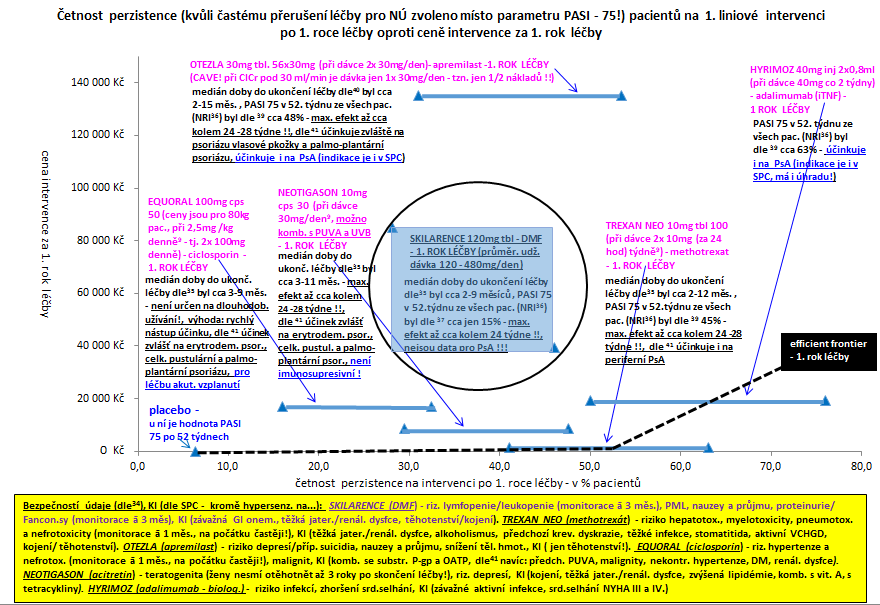 Četnost perzistence (kvůli častému přerušení léčby pro NÚ zvoleno místo parametru PASI - 75!) pacientů na 1. liniové intervenci
po 1. roce léčby oproti ceně intervence za 1. rok léčby
OTEZLA 30mg tbl. 56x30mg (při dávce 2x 30mg/den)- apremilast -1. ROK LÉČBY
(CAVE! při ClCr pod 30 ml/min je dávka jen 1x 30mg/den - tzn. jen 1/2 nákladů !!)
medián doby do ukončení léčby dle⁴⁰ byl cca
2-15 měs. , PASI 75 v 52. týdnu ze všech pac.
(NRI³⁶) byl dle ³⁹ cca 48% - max. efekt až cca
kolem 24 -28 týdne !!, dle ⁴¹ účinkuje zvláště na
psoriázu vlasové pkožky a palmo-plantární
psoriázu, účinkuje i na PsA (indikace je i v SPC)
HYRIMOZ 40mg inj 2x0,8ml
(při dávce 40mg co 2 týdny)
- adalimumab (iTNF) -
1 ROK LÉČBY
PASI 75 v 52. týdnu ze
všech pac. (NRI³⁶) byl
dle ³⁹ cca 63% - účinkuje
i na PsA (indikace je i v
SPC, má i úhradu!)
EQUORAL 100mg cps
50 (ceny jsou pro 80kg
pac., při 2,5mg /kg
denně⁹ - tj. 2x 100mg
denně) - ciclosporin -
1. ROK LÉČBY
medián doby do ukonč.
léčby dle³⁵ byl cca 3-9 měs.
- není určen na dlouhodob.
užívání!, výhoda: rychlý
nástup účinku, dle ⁴¹ účinek
zvlášť na erytrodem. psor.,
celk. pustulární a palmo-
plantární psoriázu, pro
léčbu akut. vzplanutí
NEOTIGASON 10mg
cps 30 (při dávce
30mg/den⁹, možno
komb. s PUVA a UVB
- 1. ROK LÉČBY
medián doby do
ukonč. léčby dle³⁵ byl
cca 3-11 měs. - max.
efekt až cca kolem
24 -28 týdne !!,
dle ⁴¹ účinek zvlášť
na erytrodem. psor.,
celk. pustul. a palmo-
plantární psor., není
imunosupresivní !
SKILARENCE 120mg tbl - DMF
- 1. ROK LÉČBY (průměr. udž.
dávka 120 - 480mg/den)
medián doby do ukončení léčby
dle³⁵ byl cca 2-9 měsíců , PASI 75
v 52.týdnu ze všech pac. (NRI³⁶)
byl dle ³⁷ cca jen 15% - max.
efekt až cca kolem 24 týdne !!,
nejsou data pro PsA !!!
TREXAN NEO 10mg tbl 100
(při dávce 2x 10mg (za 24
hod) týdně⁹) - methotrexat
- 1. ROK LÉČBY
medián doby do ukončení
léčby dle³⁵ byl cca 2-12 měs. ,
PASI 75 v 52.týdnu ze všech
pac. (NRI³⁶) byl dle ³⁹ 45% -
max. efekt až cca kolem 24 -28
týdne !!, dle ⁴¹ účinkuje i na
periferní PsA
efficient frontier
- 1. rok léčby
placebo -
u ní je hodnota PASI
75 po 52 týdnech
cena intervence za 1. rok léčby
140 000 Kč
120 000 Kč
100 000 Kč
80 000 Kč
60 000 Kč
40 000 Kč
20 000 Kč
0 Kč
0,0 10,0 20,0 30,0 40,0 50,0 60,0 70,0 80,0
četnost perzistence na intervenci po 1. roce léčby - v % pacientů
Bezpečností údaje (dle³⁴), KI (dle SPC - kromě hypersenz. na...): SKILARENCE (DMF) - riz. lymfopenie/leukopenie (monitorace ā 3 měs.), PML, nauzey a průjmu, proteinurie/
Fancon.sy (monitorace ā 3 měs), KI (závažná GI onem., těžká jater./renál. dysfce, těhotenství/kojení). TREXAN NEO (methotrexát) - riziko hepatotox., myelotoxicity, pneumotox.
a nefrotoxicity (monitorace ā 1 měs., na počátku častěji!), KI (těžká jater./renál. dysfce, alkoholismus, předchozí krev. dyskrazie, těžké infekce, stomatitida, aktivní VCHGD,
kojení/ těhotenství). OTEZLA (apremilast) - riziko depresí/příp. suicidia, nauzey a průjmu, snížení těl. hmot., KI ( jen těhotenství!). EQUORAL (ciclosporin) - riz. hypertenze a
nefrotox. (monitorace ā 1 měs., na počátku častěji!), malignit, KI (komb. se substr. P-gp a OATP, dle⁴¹ navíc: předch. PUVA, malignity, nekontr. hypertenze, DM, renál. dysfce).
NEOTIGASON (acitretin) - teratogenita (ženy nesmí otěhotnět až 3 roky po skončení léčby!), riz. depresí, KI (kojení, těžká jater./renál. dysfce, zvýšená lipidémie, komb. s vit. A, s
tetracykliny). HYRIMOZ (adalimumab - biolog.) - riziko infekcí, zhoršení srd.selhání, KI (závažné aktivní infekce, srd.selhání NYHA III a IV.)